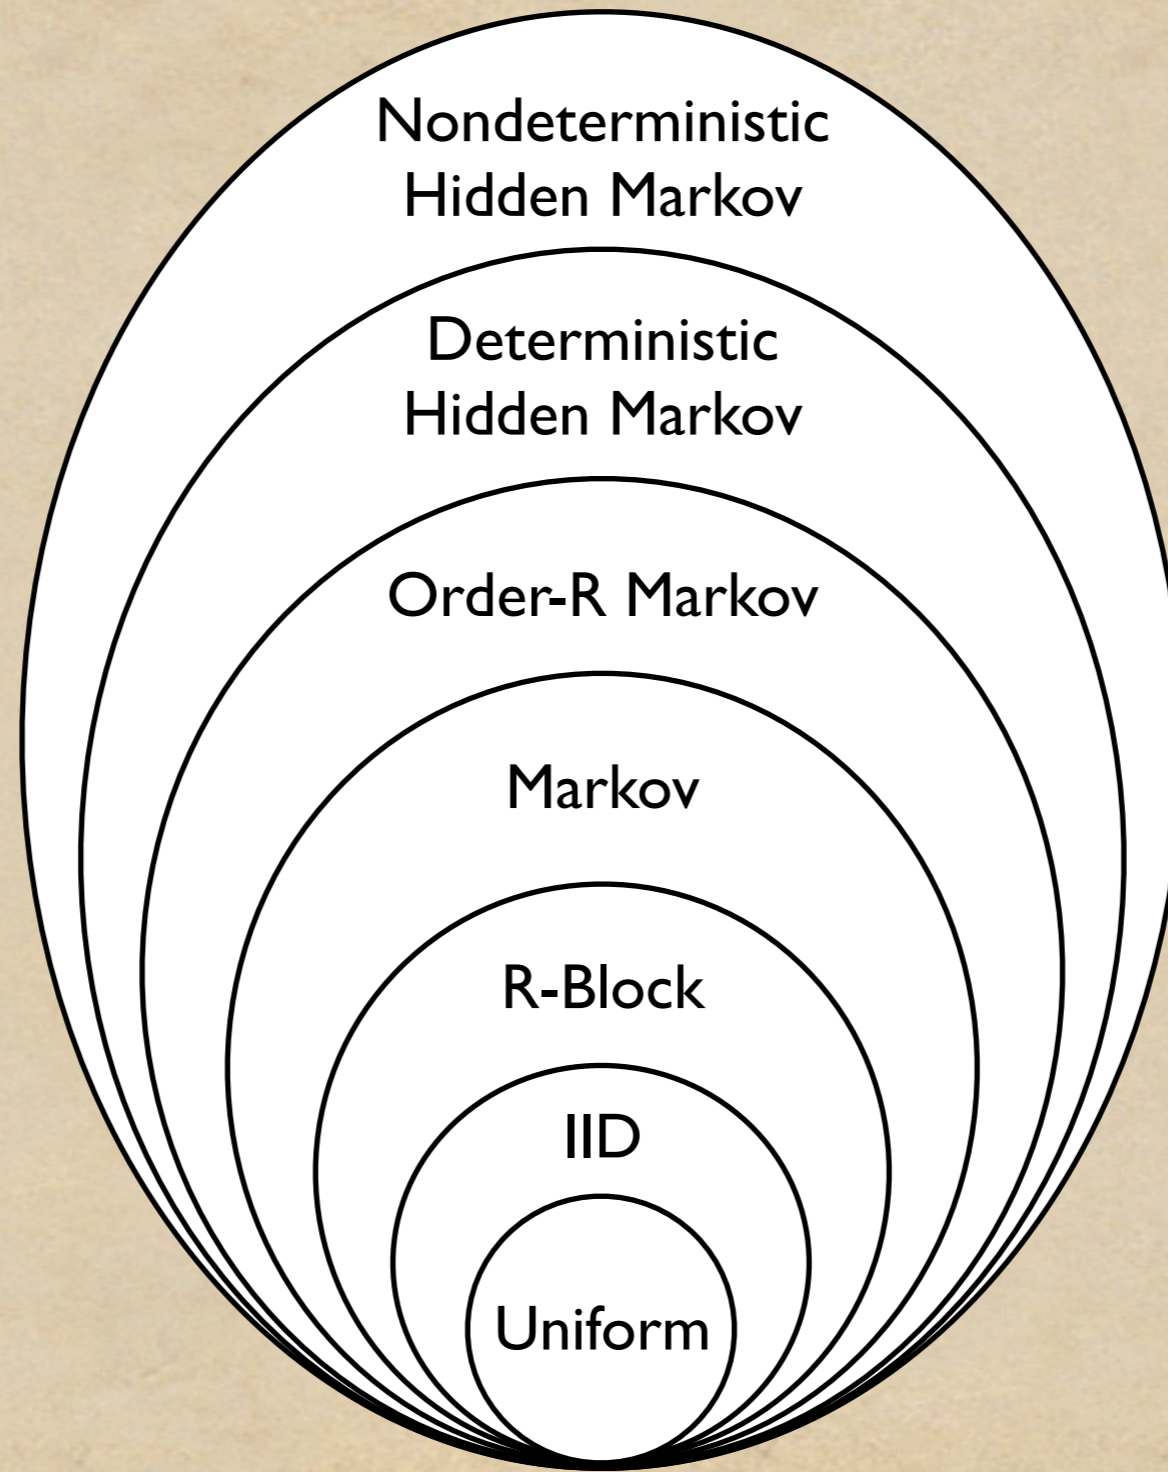 Nondeterministic
Hidden Markov
Deterministic
Hidden Markov
Order-R Markov
Markov
R-Block
IID
Uniform